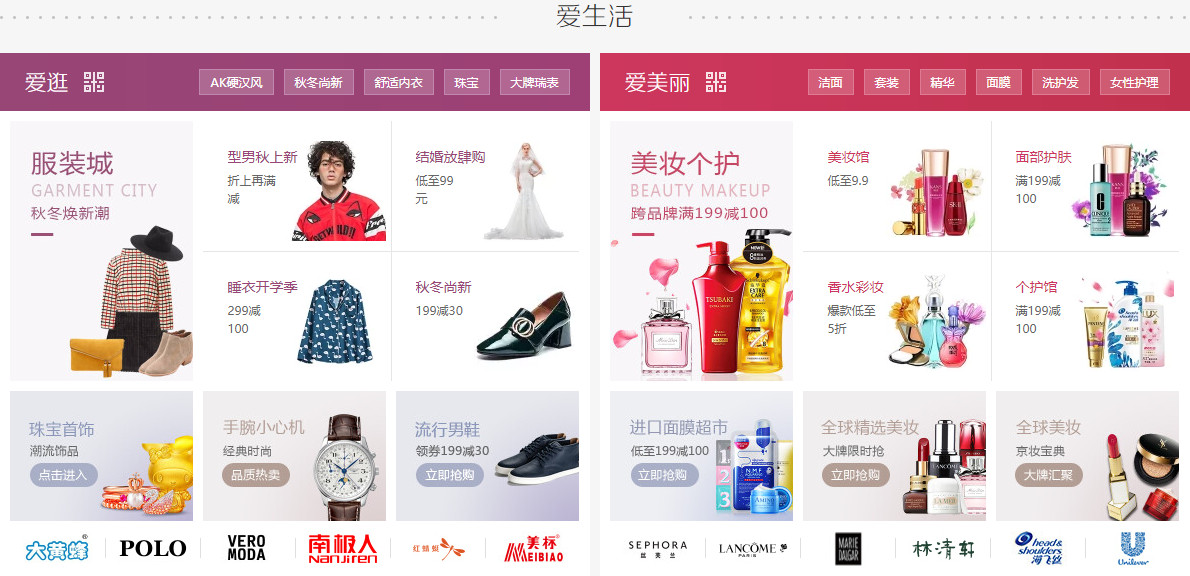 爱生活
爱逛
AK硬汉风
秋冬尚新
舒适内衣
珠宝
大牌瑞表
服装城
GARMENT CITY
秋冬焕新潮
型男秋上新
折上再满
减
结婚放肆购
低至99
元
睡衣开学季
299减
100
秋冬尚新
199减30
珠宝首饰
潮流饰品
点击进入
手腕小心机
经典时尚
品质热卖
流行男鞋
领券199减30
立即抢购
大黄蜂
POLO
VERO
MODA
南极人
Nanjiren
红蜻蜓
美标
MEIBIAO
爱美丽
洁面
套装
精华
面膜
洗护发
女性护理
美妆个护
BEAUTY MAKEUP
跨品牌满199减100
TSUBAKI
EXTRA
CARE
美妆馆
低至9.9
面部护肤
满199减
100
CLINIQUE
香水彩妆
爆款低至
5折
个护馆
满199减
100
LUX
进口面膜超市
低至199减100
立即抢购
1
2
3
全球精选美妆
大牌限时抢
立即抢购
LANCÔME
全球美妆
京妆宝典
大牌汇聚
SEPHORA
丝芙兰
LANCÔME
PARIS
MARIE
DALGAR
林清轩
head&
shoulders
海飞丝
Unilever